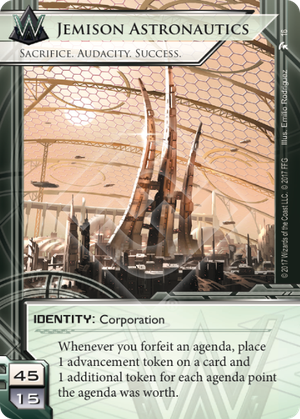 Jemison Astronautics
Sacrifice. Audacity. Success.
18
Illus. Emilio Rodriguez
© 2017 Wizards of the Coast LLC. © 2017 FFG
IDENTITY: Corporation
Whenever you forfeit an agenda, place
1 advancement token on a card and
1 additional token for each agenda point
the agenda was worth.
45
15